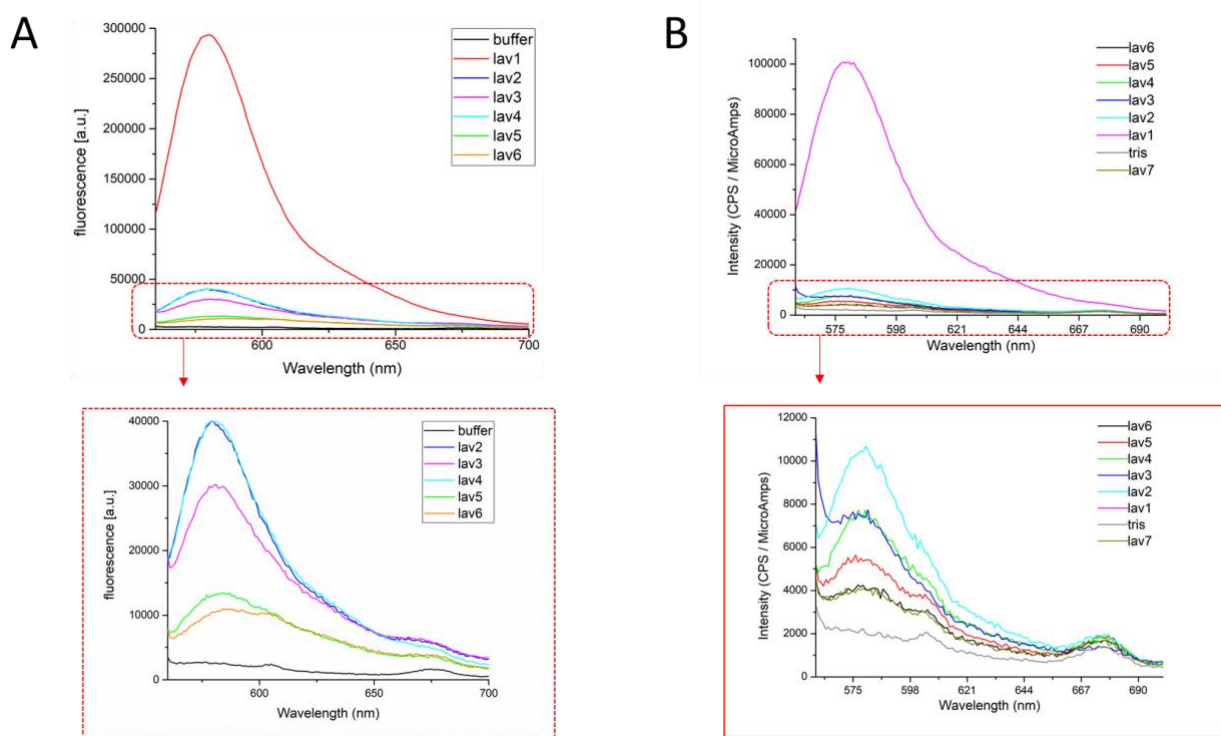 A
300000
250000
200000
150000
100000
50000
0
fluorescence [a.u.]
600
650
700
Wavelength (nm)
buffer
lav1
lav2
lav3
lav4
lav5
lav6
B
100000
80000
60000
40000
20000
0
Intensity (CPS / MicroAmps)
575
598
621
644
667
690
Wavelength (nm)
lav6
lav5
lav4
lav3
lav2
lav1
tris
lav7
40000
30000
20000
10000
0
fluorescence [a.u.]
600
650
700
Wavelength (nm)
buffer
lav2
lav3
lav4
lav5
lav6
12000
10000
8000
6000
4000
2000
0
Intensity (CPS / MicroAmps)
575
598
621
644
667
690
Wavelength (nm)
lav6
lav5
lav4
lav3
lav2
lav1
tris
lav7